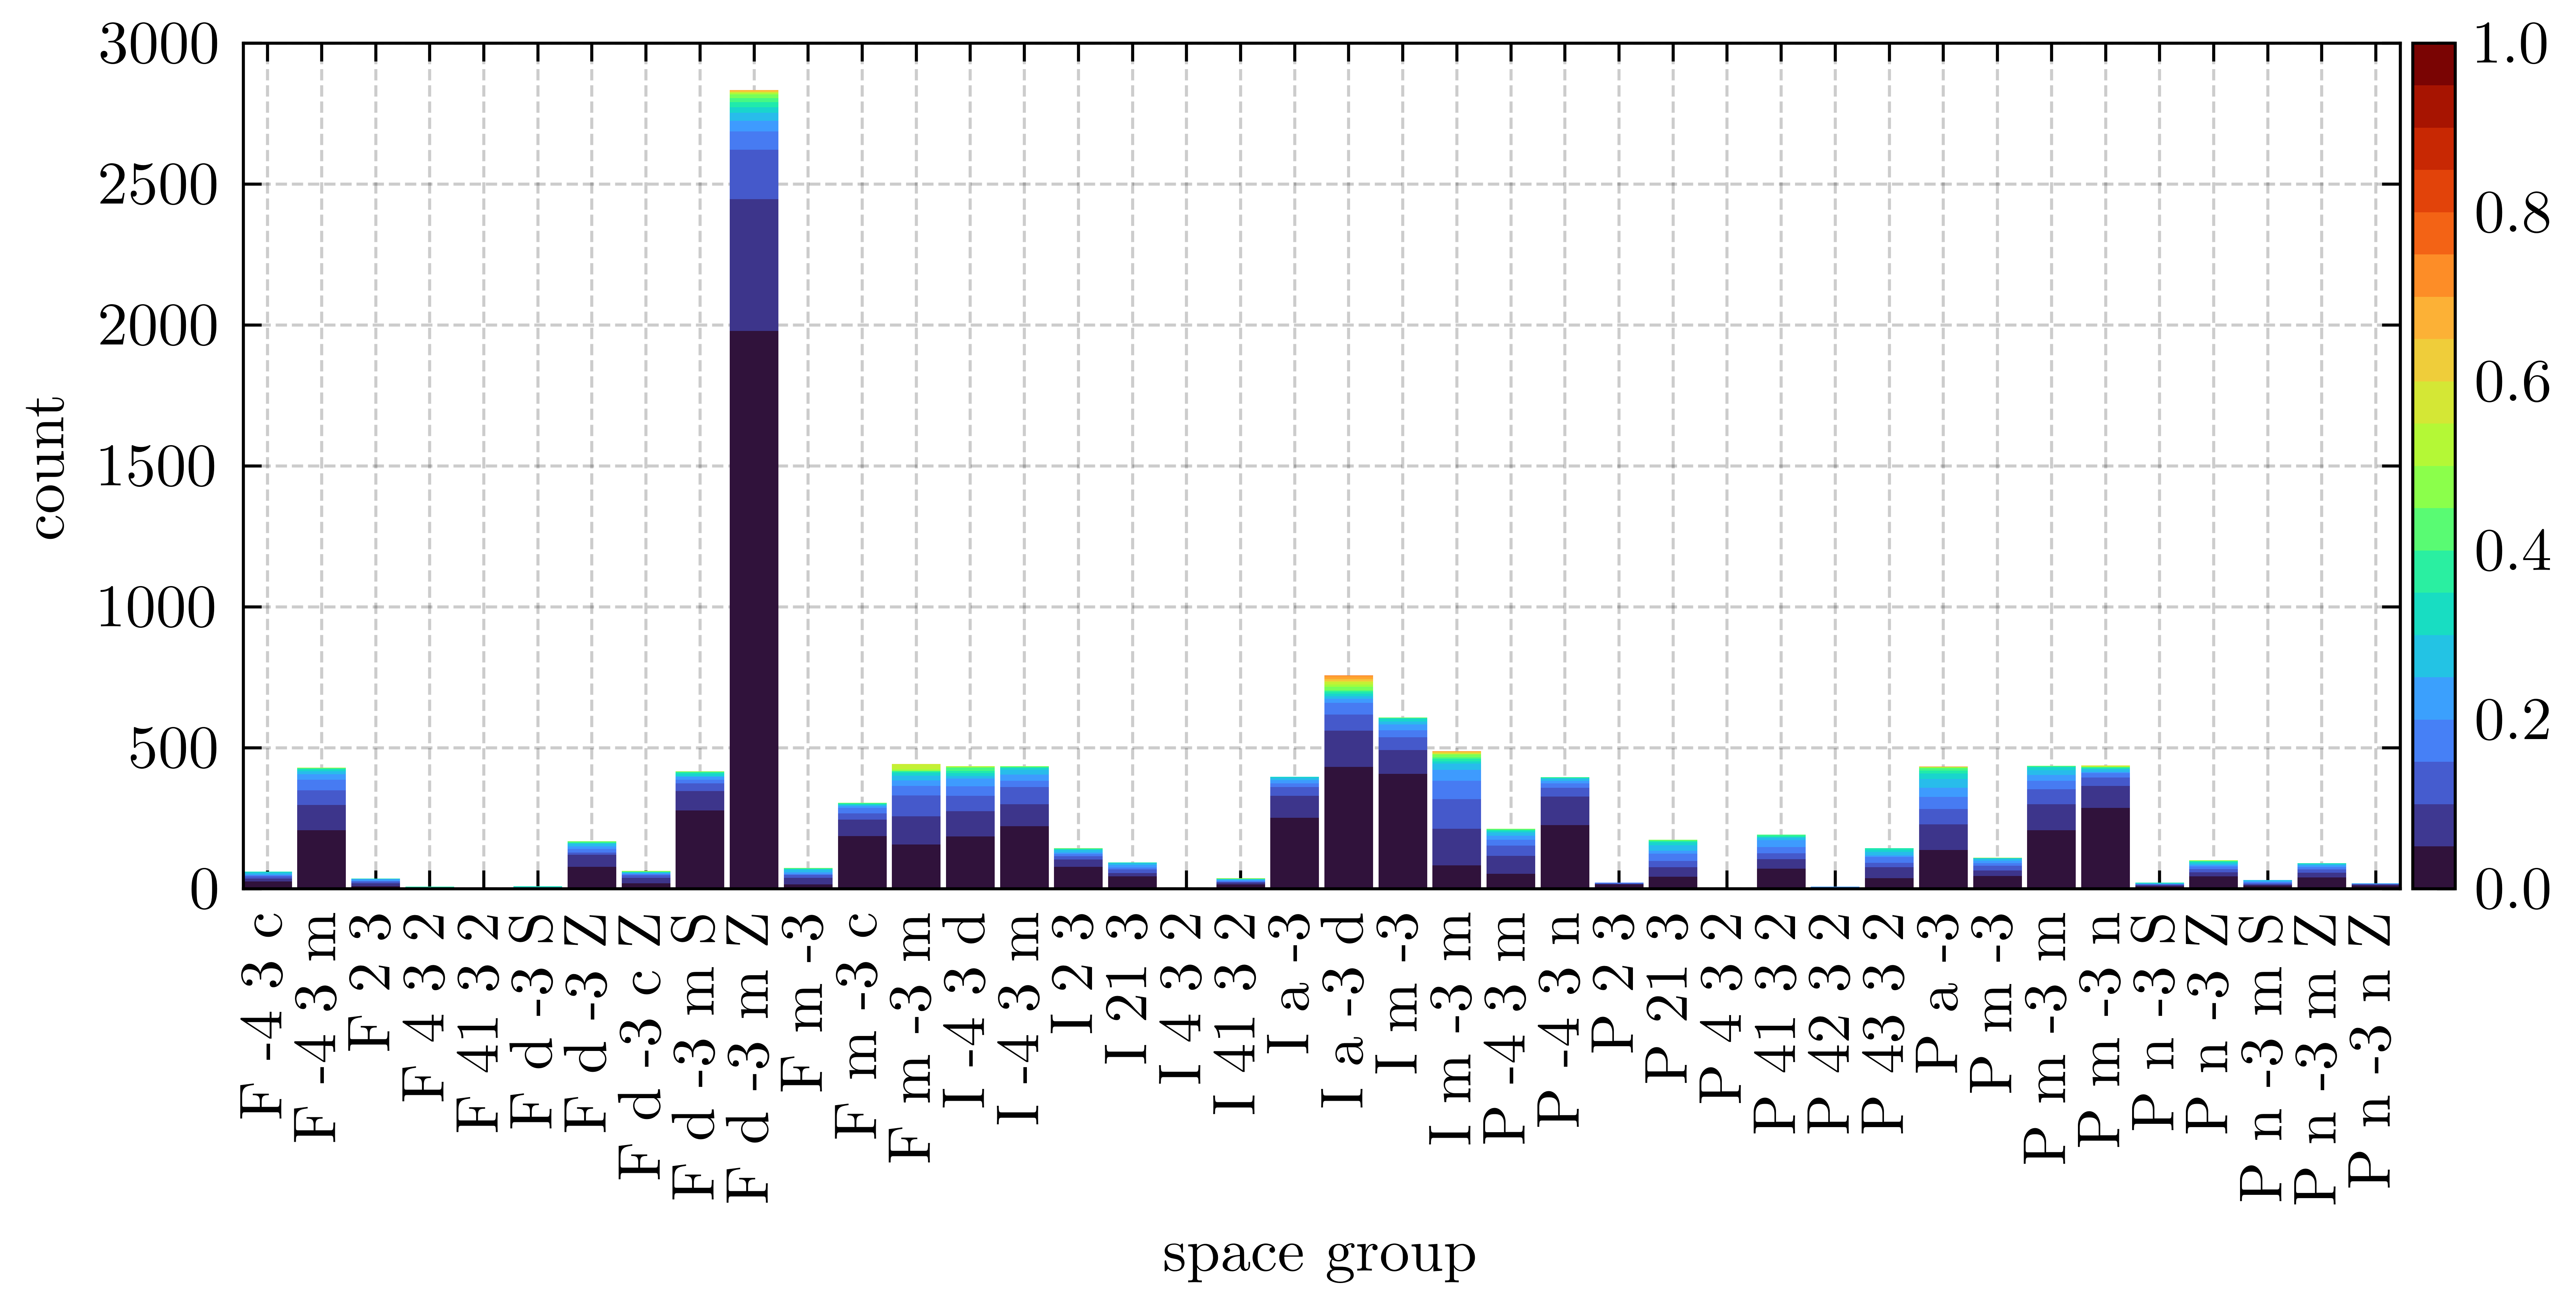 3000
2500
2000
1500
1000
500
0
count
F -4 3 c
F -4 3 m
F 2 3
F 4 3 2
F 41 3 2
F d -3 S
F d -3 Z
F d -3 c Z
F d -3 m S
F d -3 m Z
F m -3
F m -3 c
F m -3 m
I -4 3 d
I -4 3 m
I 2 3
I 21 3
I 4 3 2
I 41 3 2
I a -3
I a -3 d
I m -3
I m -3 m
P -4 3 m
P -4 3 n
P 2 3
P 21 3
P 4 3 2
P 41 3 2
P 42 3 2
P 43 3 2
P a -3
P m -3
P m -3 m
P m -3 n
P n -3 S
P n -3 Z
P n -3 m S
P n -3 m Z
P n -3 n Z
space group
1.0
0.8
0.6
0.4
0.2
0.0